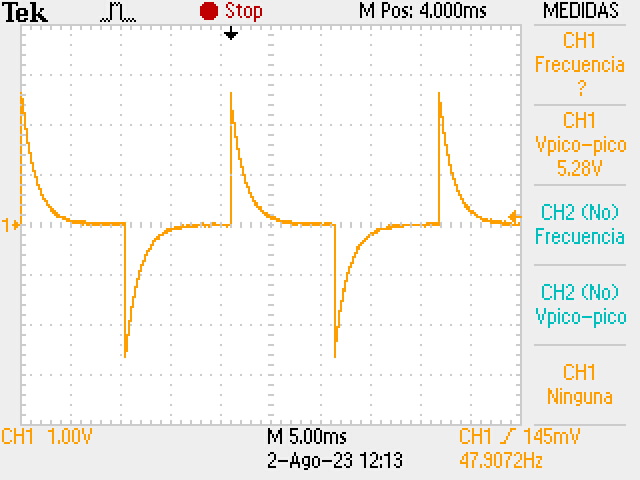 Tek Stop M Pos: 4.000ms MEDIDAS
CH1
Frecuencia
?
CH1
Vpico-pico
5.28V
CH2 (No)
Frecuencia
CH2 (No)
Vpico-pico
CH1
Ninguna
1
CH1 1.00V M 5.00ms CH1 145mV
2-Ago-23 12:13 47.9072Hz